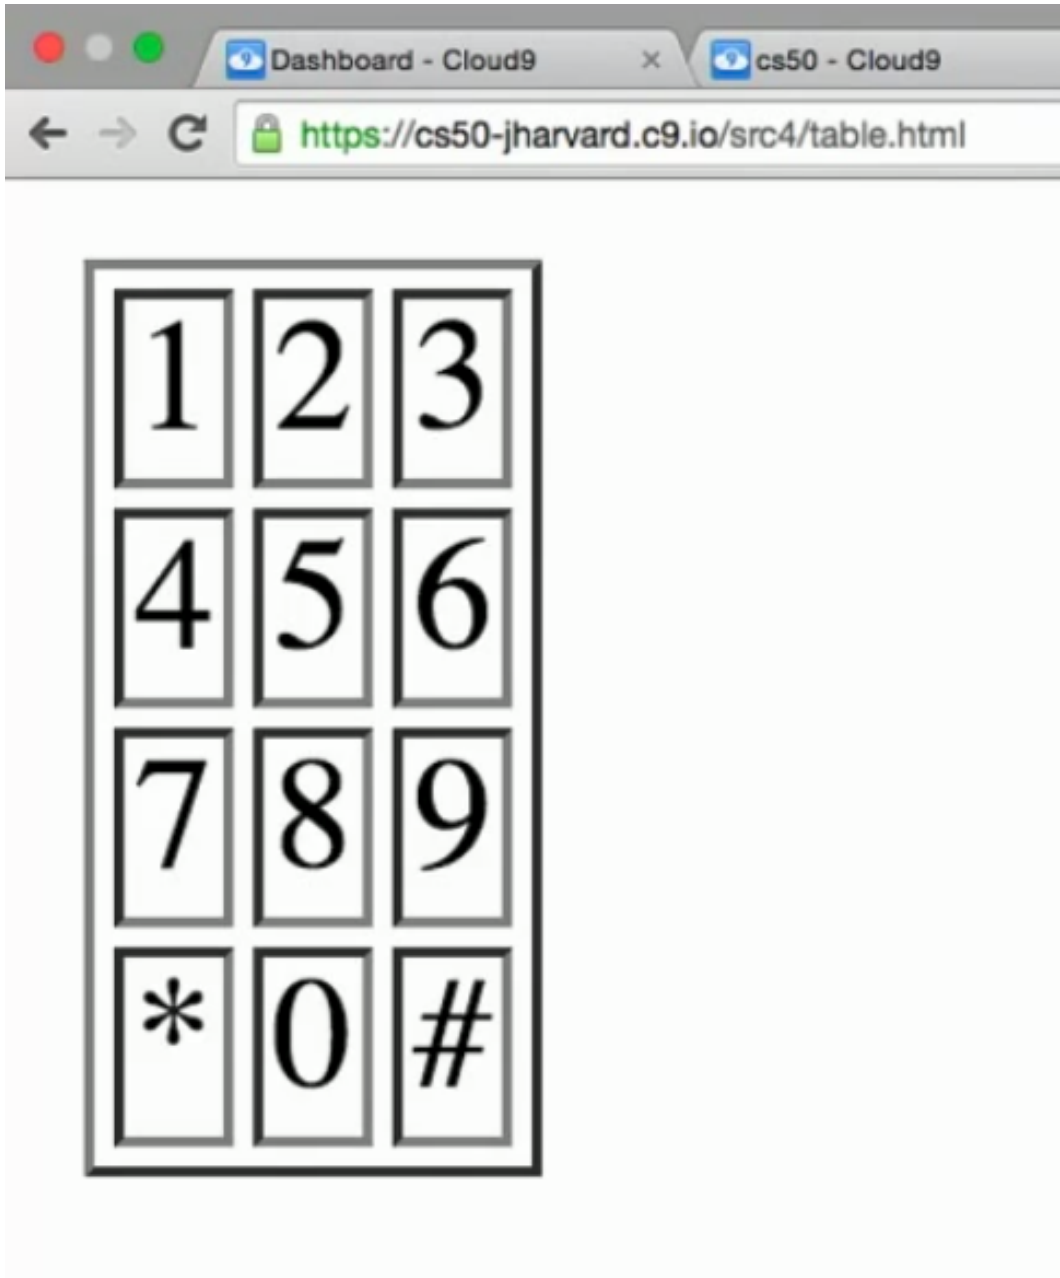 Dashboard - Cloud9 cs50 - Cloud9
https://cs50-jharvard.c9.io/src4/table.html
1 2 3
4 5 6
7 8 9
* 0 #